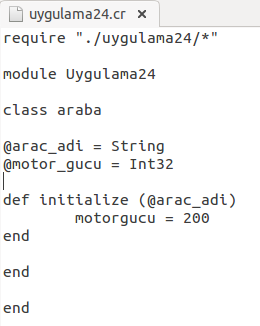 uygulama24.cr ×
require "./uygulama24/*"
module Uygulama24
class araba
@arac_adi = String
@motor_gucu = Int32
def initialize (@arac_adi)
        motorgucu = 200
end
end
end